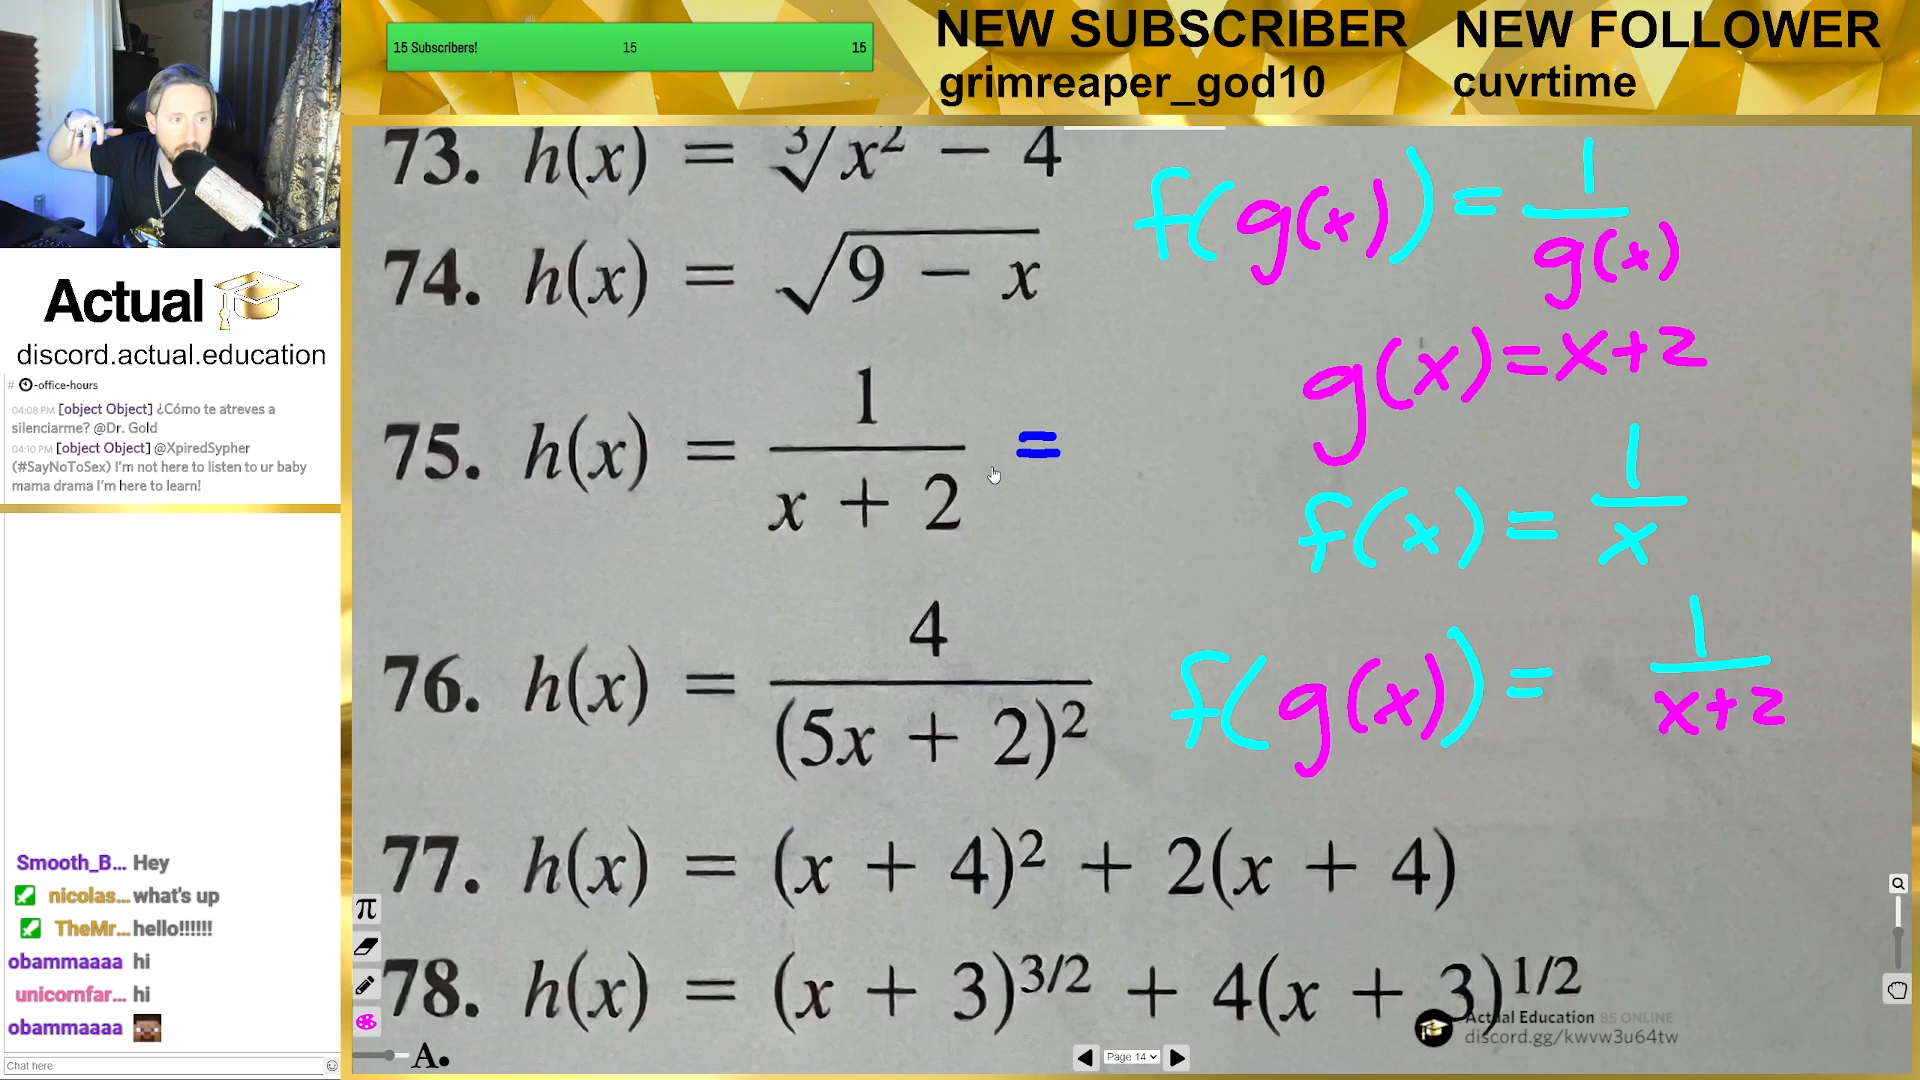 15 Subscribers! 15 15
NEW SUBSCRIBER
grimreaper_god10
NEW FOLLOWER
cuvrtime
Actual
discord.actual.education
# -office-hours
04:08 PM [object Object] ¿Cómo te atreves a
silenciarme? @Dr. Gold
04:10 PM [object Object] @XpiredSypher
(#SayNoToSex) I'm not here to listen to ur baby
mama drama I'm here to learn!
Smooth_B... Hey
nicolas... what's up
TheMr... hello!!!!!!
obammaaaa hi
unicornfar... hi
obammaaaa
Chat here
73. h(x) = ∛x² − 4
74. h(x) = √9 − x
75. h(x) = 1/(x + 2) =
76. h(x) = 4/(5x + 2)²
77. h(x) = (x + 4)² + 2(x + 4)
78. h(x) = (x + 3)^3/2 + 4(x + 3)^1/2
f(g(x)) = 1/g(x)
g(x) = x+2
f(x) = 1/x
f(g(x)) = 1/(x+2)
π
A.
Page 14
Actual Education 85 ONLINE
discord.gg/kwvw3u64tw